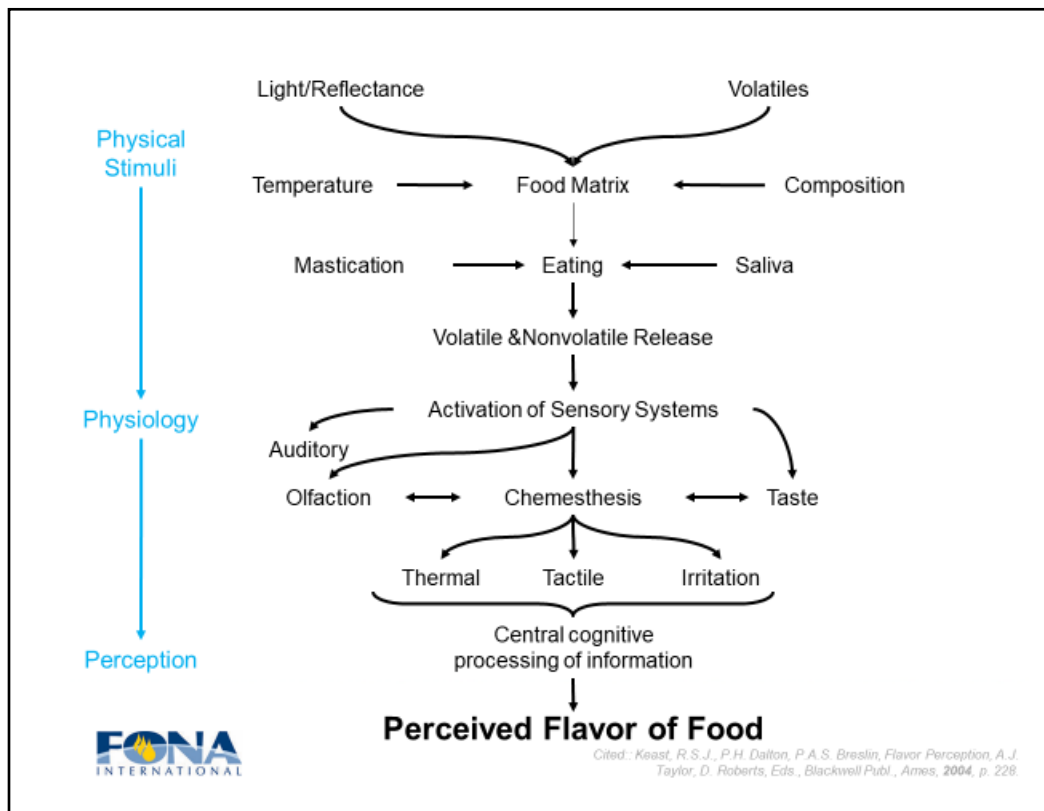 Light/Reflectance
Volatiles
Physical
Stimuli
Temperature
Food Matrix
Composition
Mastication
Eating
Saliva
Volatile &Nonvolatile Release
Physiology
Activation of Sensory Systems
Auditory
Olfaction
Chemesthesis
Taste
Thermal
Tactile
Irritation
Central cognitive
processing of information
Perception
Perceived Flavor of Food
FONA
INTERNATIONAL
Cited:: Keast, R.S.J., P.H. Dalton, P.A.S. Breslin, Flavor Perception, A.J.
Taylor, D. Roberts, Eds., Blackwell Publ., Ames, 2004, p. 228.